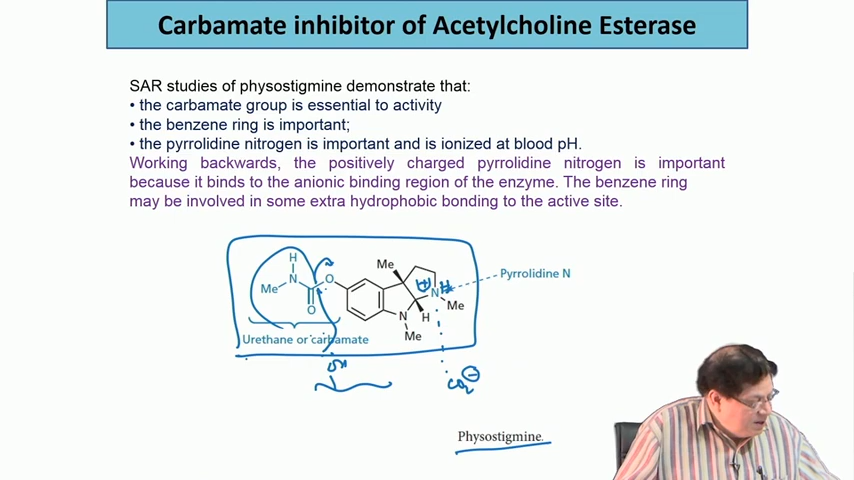 Carbamate inhibitor of Acetylcholine Esterase
SAR studies of physostigmine demonstrate that:
• the carbamate group is essential to activity
• the benzene ring is important;
• the pyrrolidine nitrogen is important and is ionized at blood pH.
Working backwards, the positively charged pyrrolidine nitrogen is important
because it binds to the anionic binding region of the enzyme. The benzene ring
may be involved in some extra hydrophobic bonding to the active site.
H
N
Me
O
O
Me
N
H
Me
H
N
Me
Pyrrolidine N
Urethane or carbamate
OH
CO2 ⊖
Physostigmine.